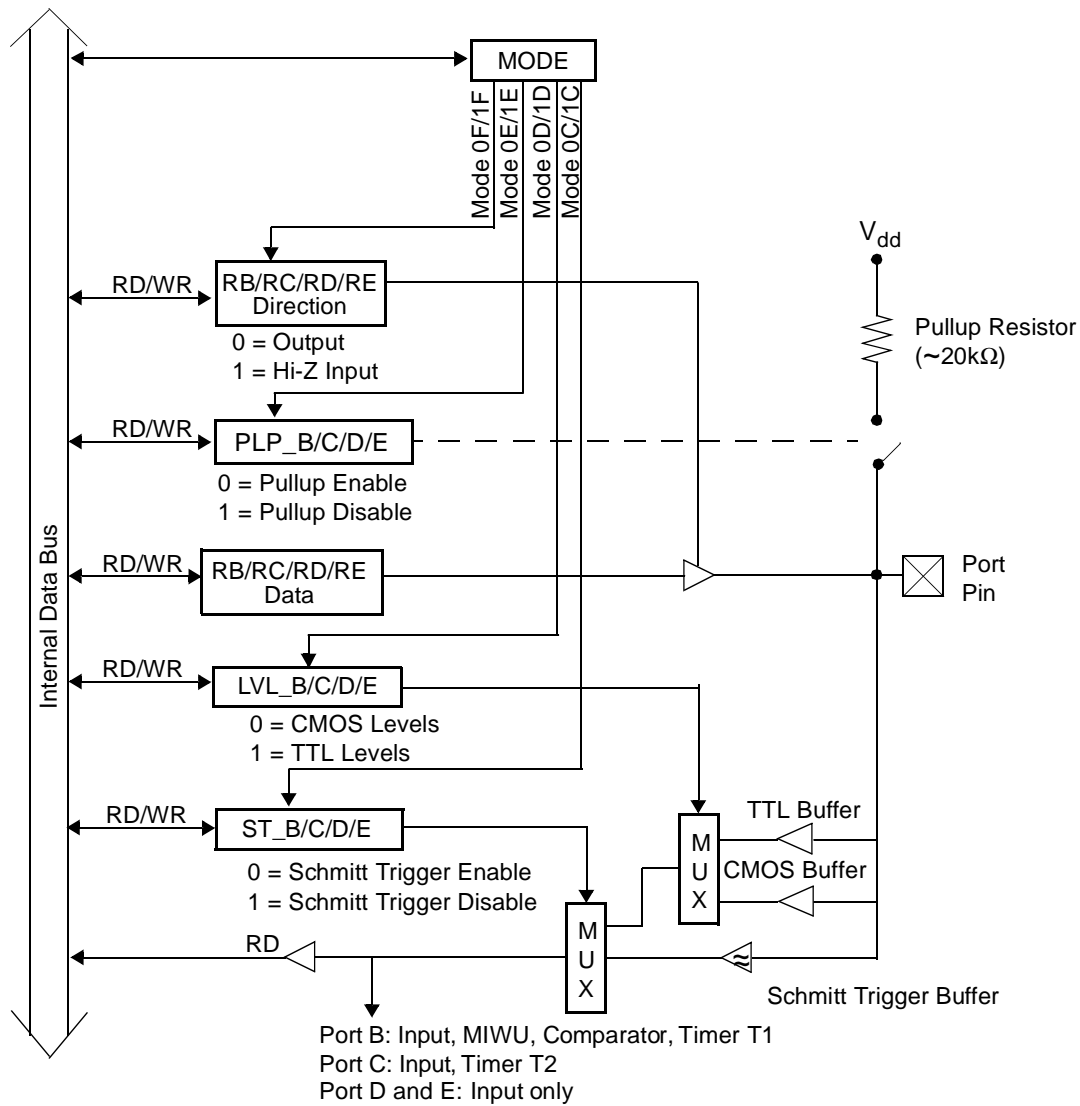 MODE
Mode 0F/1F
Mode 0E/1E
Mode 0D/1D
Mode 0C/1C
Vdd
RD/WR
RB/RC/RD/RE
Direction
0 = Output
1 = Hi-Z Input
Pullup Resistor
(~20kΩ)
RD/WR
PLP_B/C/D/E
0 = Pullup Enable
1 = Pullup Disable
Internal Data Bus
RD/WR
RB/RC/RD/RE
Data
Port
Pin
RD/WR
LVL_B/C/D/E
0 = CMOS Levels
1 = TTL Levels
RD/WR
ST_B/C/D/E
0 = Schmitt Trigger Enable
1 = Schmitt Trigger Disable
TTL Buffer
M
U
X
CMOS Buffer
RD
M
U
X
Schmitt Trigger Buffer
Port B: Input, MIWU, Comparator, Timer T1
Port C: Input, Timer T2
Port D and E: Input only